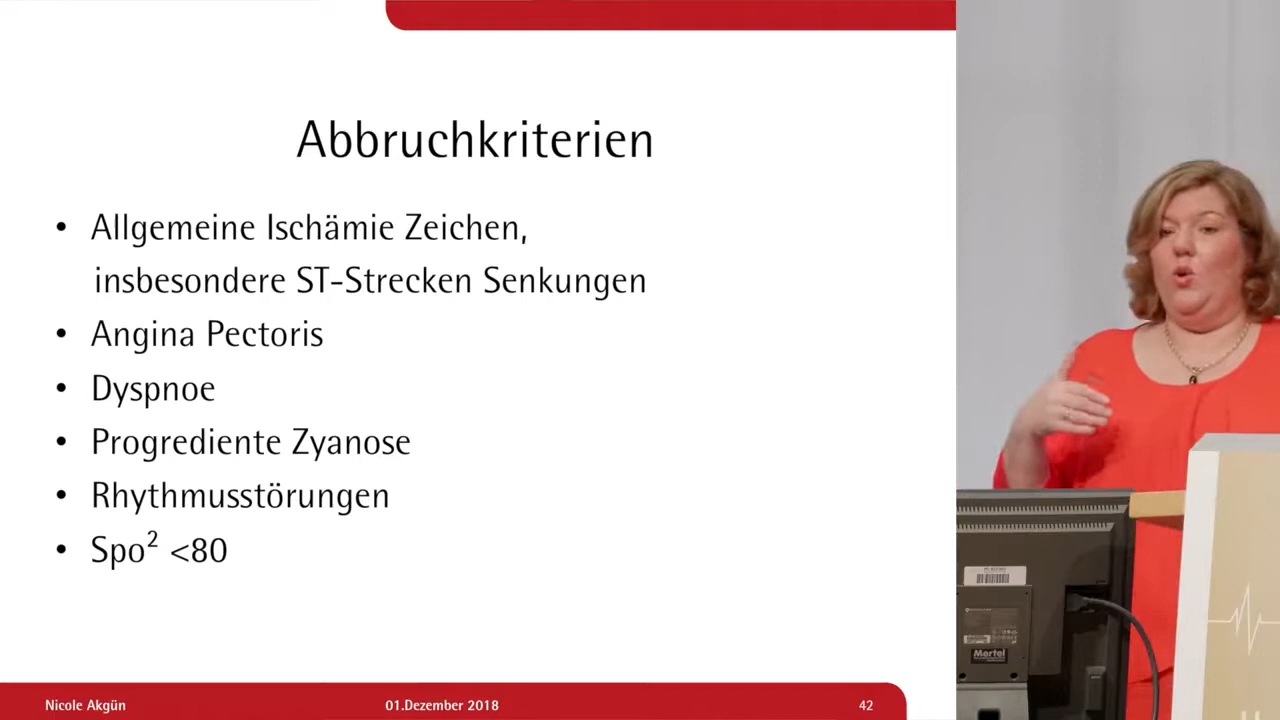 Abbruchkriterien
• Allgemeine Ischämie Zeichen,
insbesondere ST-Strecken Senkungen
• Angina Pectoris
• Dyspnoe
• Progrediente Zyanose
• Rhythmusstörungen
• Spo² <80
Nicole Akgün
01.Dezember 2018
42
Mertel